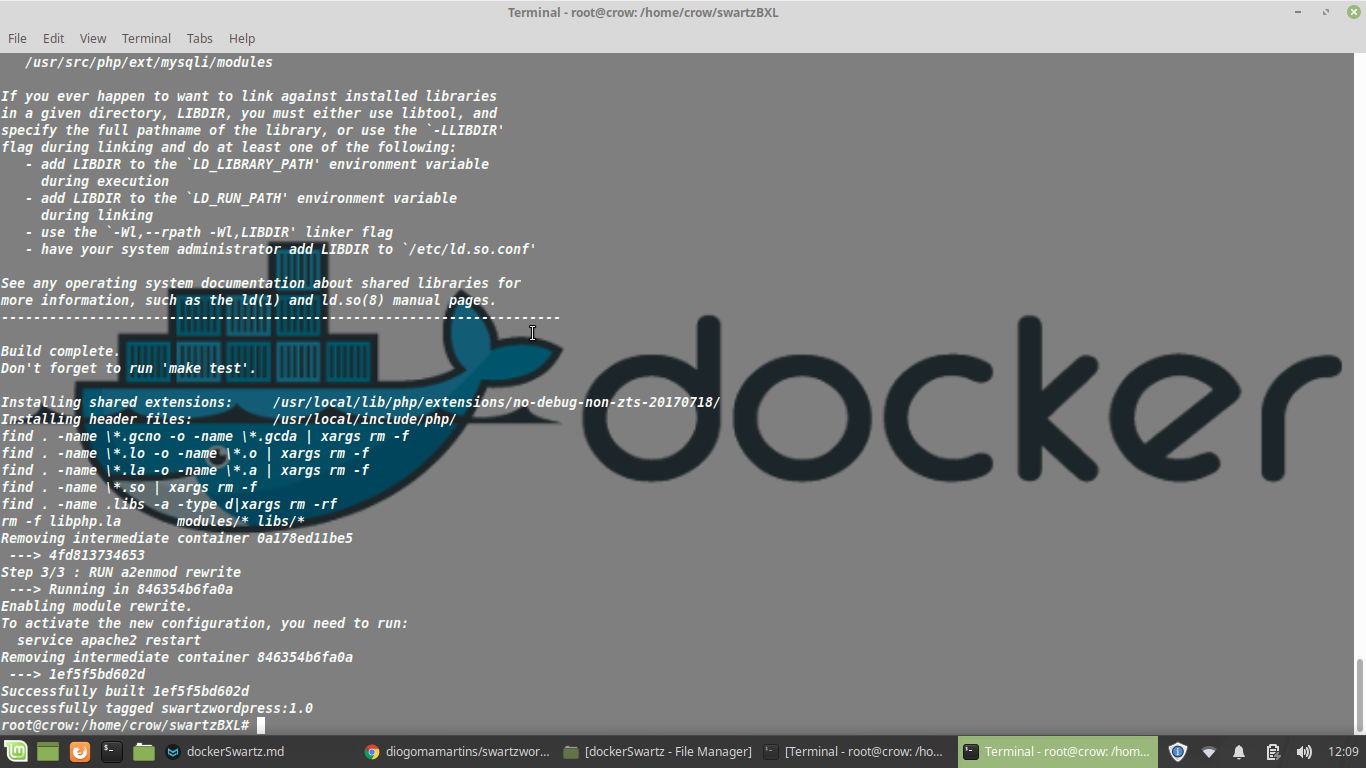 Terminal - root@crow: /home/crow/swartzBXL
File Edit View Terminal Tabs Help
/usr/src/php/ext/mysqli/modules
If you ever happen to want to link against installed libraries
in a given directory, LIBDIR, you must either use libtool, and
specify the full pathname of the library, or use the `-LLIBDIR'
flag during linking and do at least one of the following:
- add LIBDIR to the `LD_LIBRARY_PATH' environment variable
during execution
- add LIBDIR to the `LD_RUN_PATH' environment variable
during linking
- use the `-Wl,--rpath -Wl,LIBDIR' linker flag
- have your system administrator add LIBDIR to `/etc/ld.so.conf'
See any operating system documentation about shared libraries for
more information, such as the ld(1) and ld.so(8) manual pages.
----------------------------------------------------------------------
Build complete.
Don't forget to run 'make test'.
Installing shared extensions:     /usr/local/lib/php/extensions/no-debug-non-zts-20170718/
Installing header files:          /usr/local/include/php/
find . -name \*.gcno -o -name \*.gcda | xargs rm -f
find . -name \*.lo -o -name \*.o | xargs rm -f
find . -name \*.la -o -name \*.a | xargs rm -f
find . -name \*.so | xargs rm -f
find . -name .libs -a -type d|xargs rm -rf
rm -f libphp.la       modules/* libs/*
Removing intermediate container 0a178ed11be5
---> 4fd813734653
Step 3/3 : RUN a2enmod rewrite
---> Running in 846354b6fa0a
Enabling module rewrite.
To activate the new configuration, you need to run:
service apache2 restart
Removing intermediate container 846354b6fa0a
---> 1ef5f5bd602d
Successfully built 1ef5f5bd602d
Successfully tagged swartzwordpress:1.0
root@crow:/home/crow/swartzBXL#
docker
dockerSwartz.md
diogomamartins/swartzwor...
[dockerSwartz - File Manager]
[Terminal - root@crow: /ho...
Terminal - root@crow: /hom...
12:09